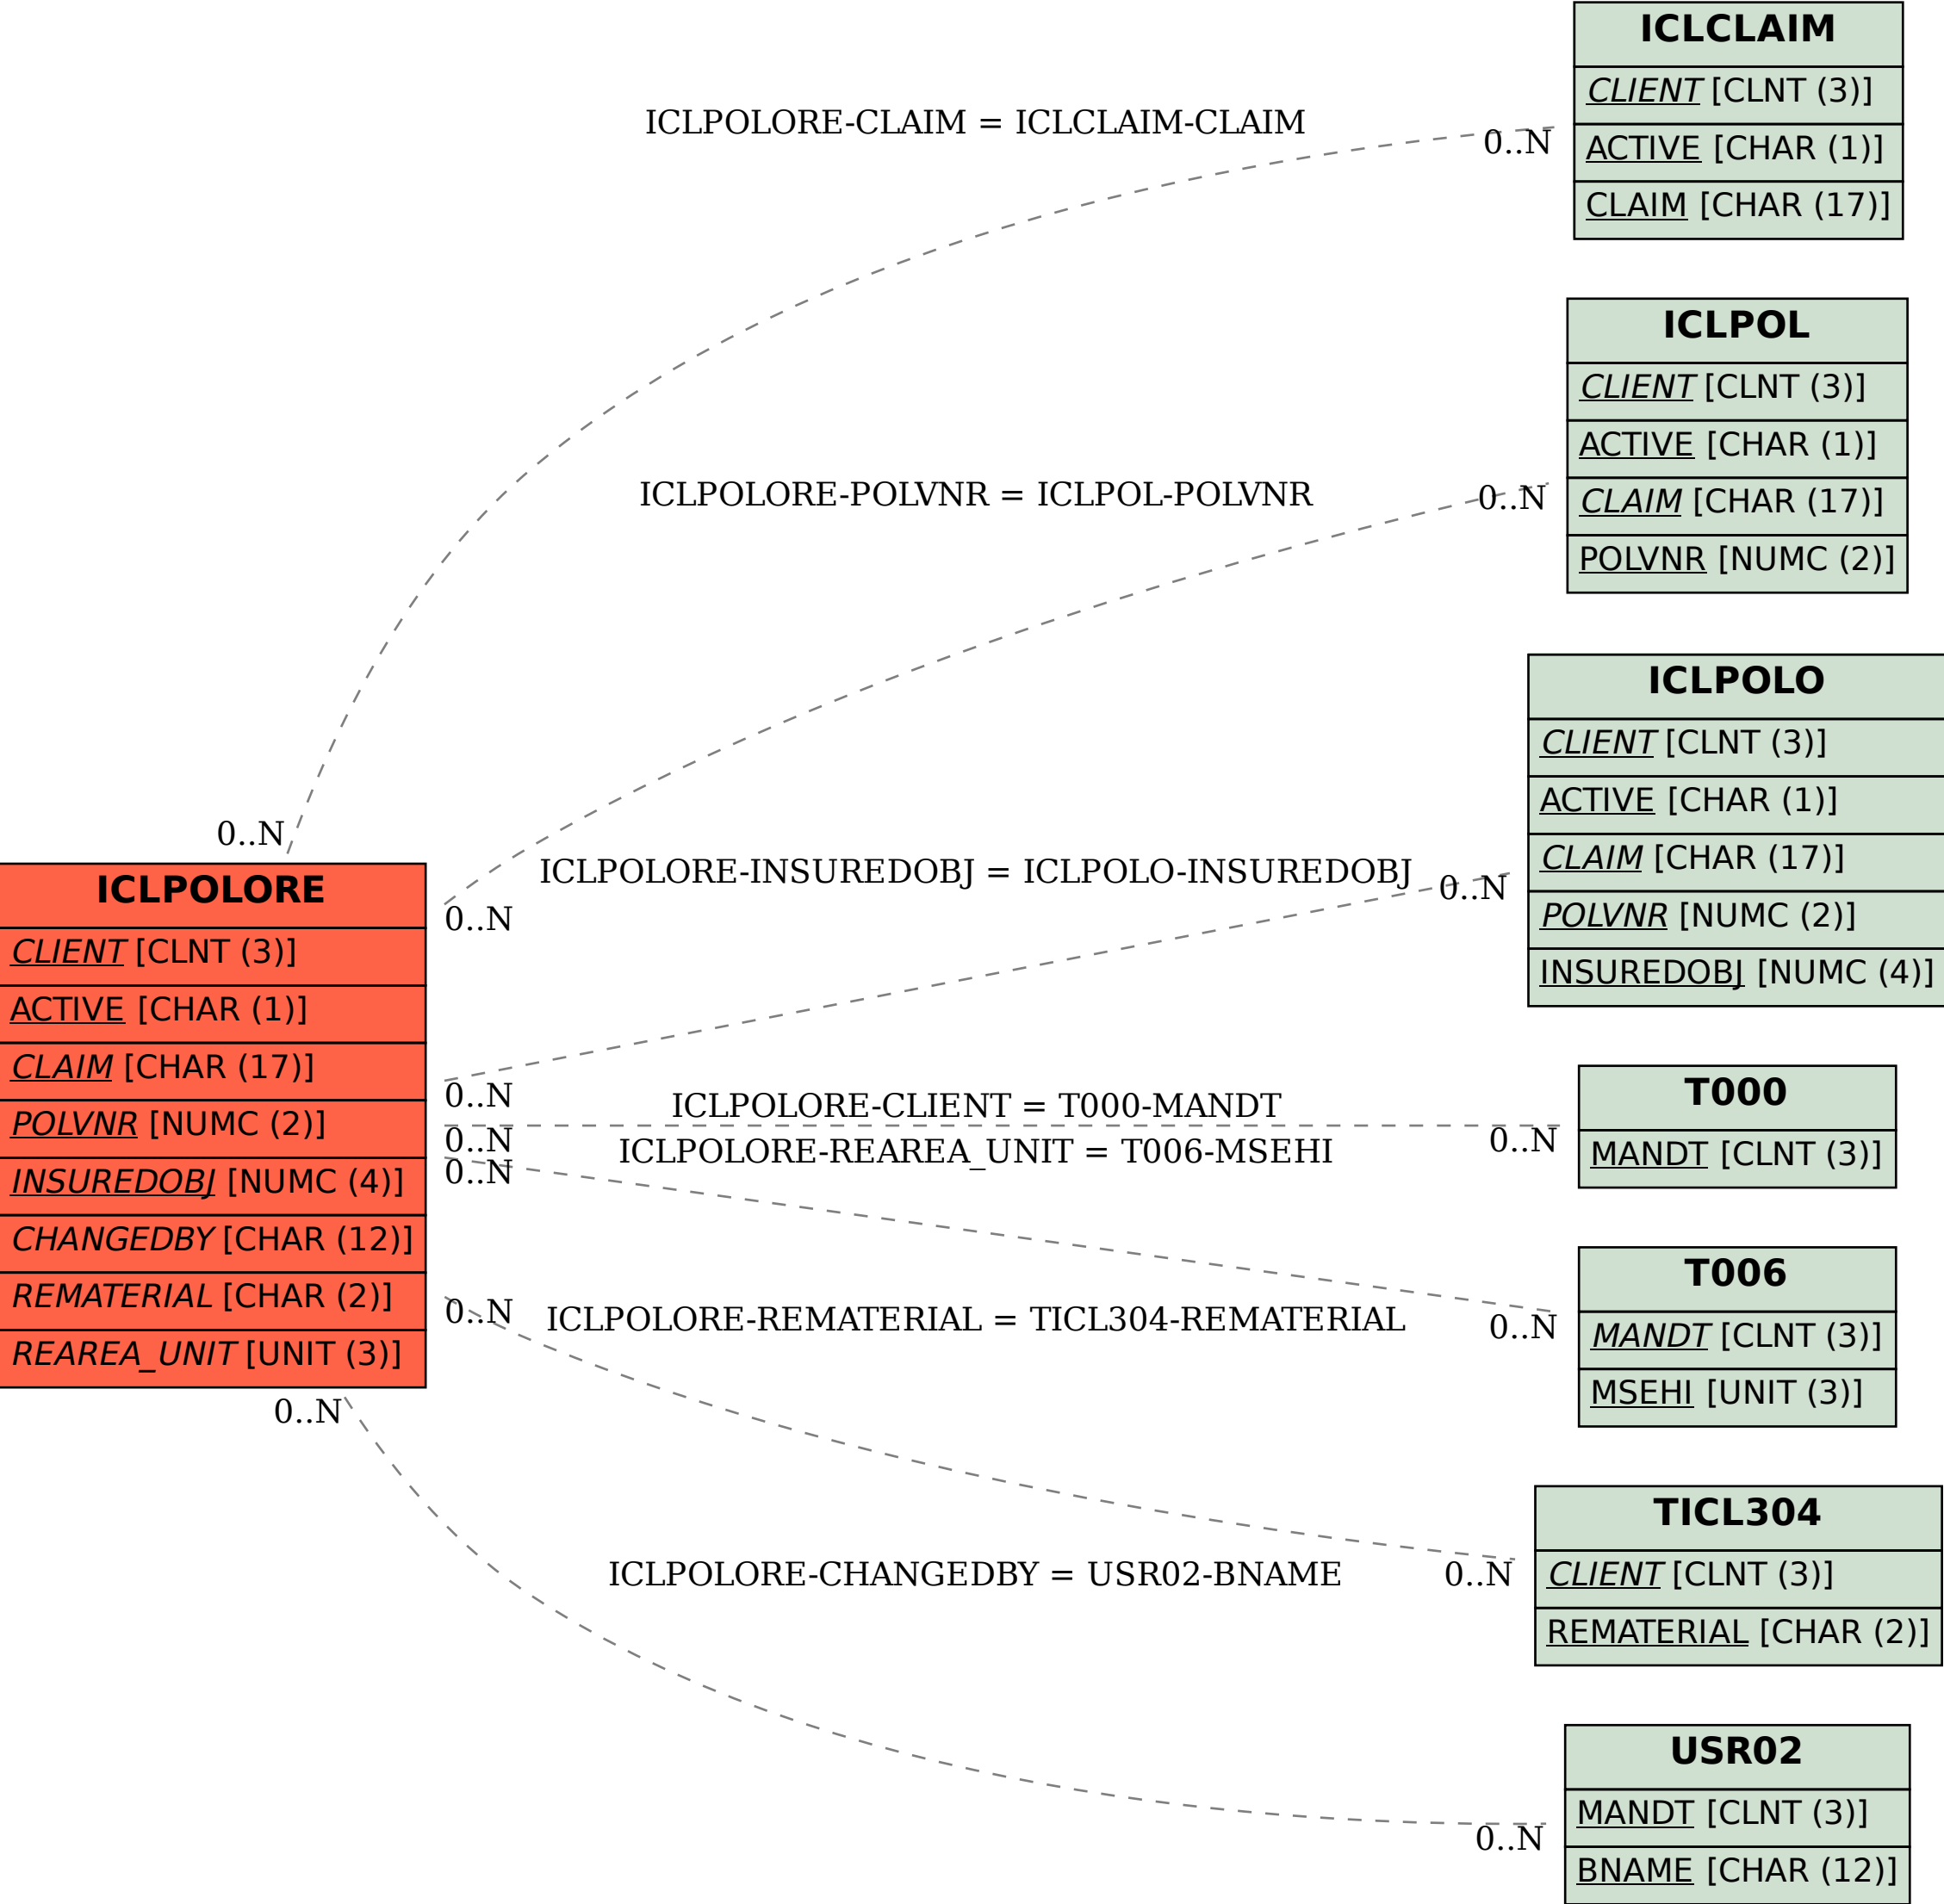 ICLCLAIM
CLIENT [CLNT (3)]
ACTIVE [CHAR (1)]
CLAIM [CHAR (17)]
ICLPOLORE-CLAIM = ICLCLAIM-CLAIM
0..N
0..N
ICLPOL
CLIENT [CLNT (3)]
ACTIVE [CHAR (1)]
CLAIM [CHAR (17)]
POLVNR [NUMC (2)]
ICLPOLORE-POLVNR = ICLPOL-POLVNR
0..N
0..N
ICLPOLO
CLIENT [CLNT (3)]
ACTIVE [CHAR (1)]
CLAIM [CHAR (17)]
POLVNR [NUMC (2)]
INSUREDOBJ [NUMC (4)]
ICLPOLORE-INSUREDOBJ = ICLPOLO-INSUREDOBJ
0..N
0..N
ICLPOLORE
CLIENT [CLNT (3)]
ACTIVE [CHAR (1)]
CLAIM [CHAR (17)]
POLVNR [NUMC (2)]
INSUREDOBJ [NUMC (4)]
CHANGEDBY [CHAR (12)]
REMATERIAL [CHAR (2)]
REAREA_UNIT [UNIT (3)]
ICLPOLORE-CLIENT = T000-MANDT
0..N
0..N
T000
MANDT [CLNT (3)]
ICLPOLORE-REAREA_UNIT = T006-MSEHI
0..N
0..N
T006
MANDT [CLNT (3)]
MSEHI [UNIT (3)]
ICLPOLORE-REMATERIAL = TICL304-REMATERIAL
0..N
0..N
TICL304
CLIENT [CLNT (3)]
REMATERIAL [CHAR (2)]
ICLPOLORE-CHANGEDBY = USR02-BNAME
0..N
0..N
USR02
MANDT [CLNT (3)]
BNAME [CHAR (12)]